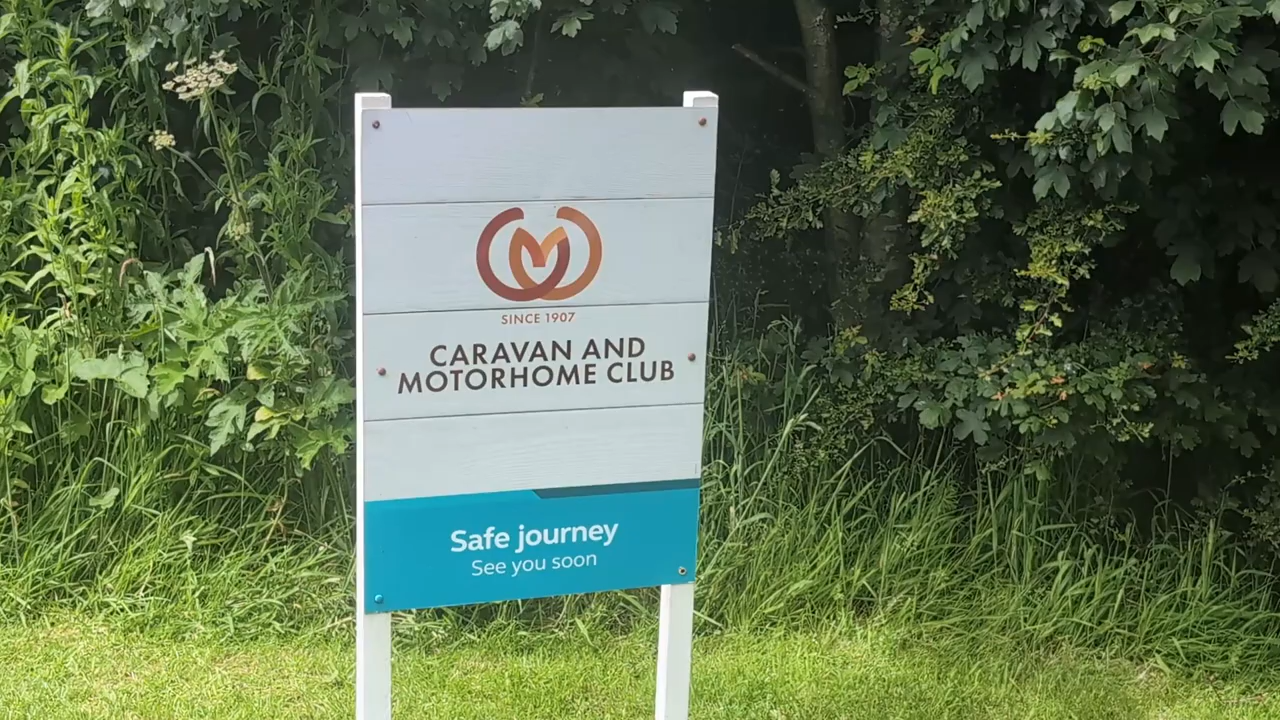 SINCE 1907
CARAVAN AND
MOTORHOME CLUB
Safe journey
See you soon